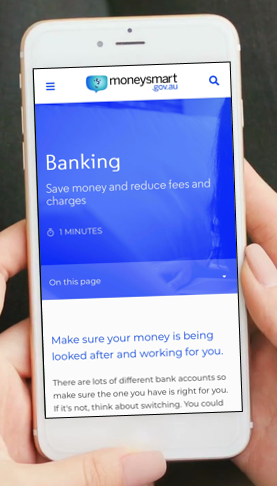 moneysmart
.gov.au
Banking
Save money and reduce fees and
charges
1 MINUTES
On this page
Make sure your money is being
looked after and working for you.
There are lots of different bank accounts so
make sure the one you have is right for you.
If it's not, think about switching. You could